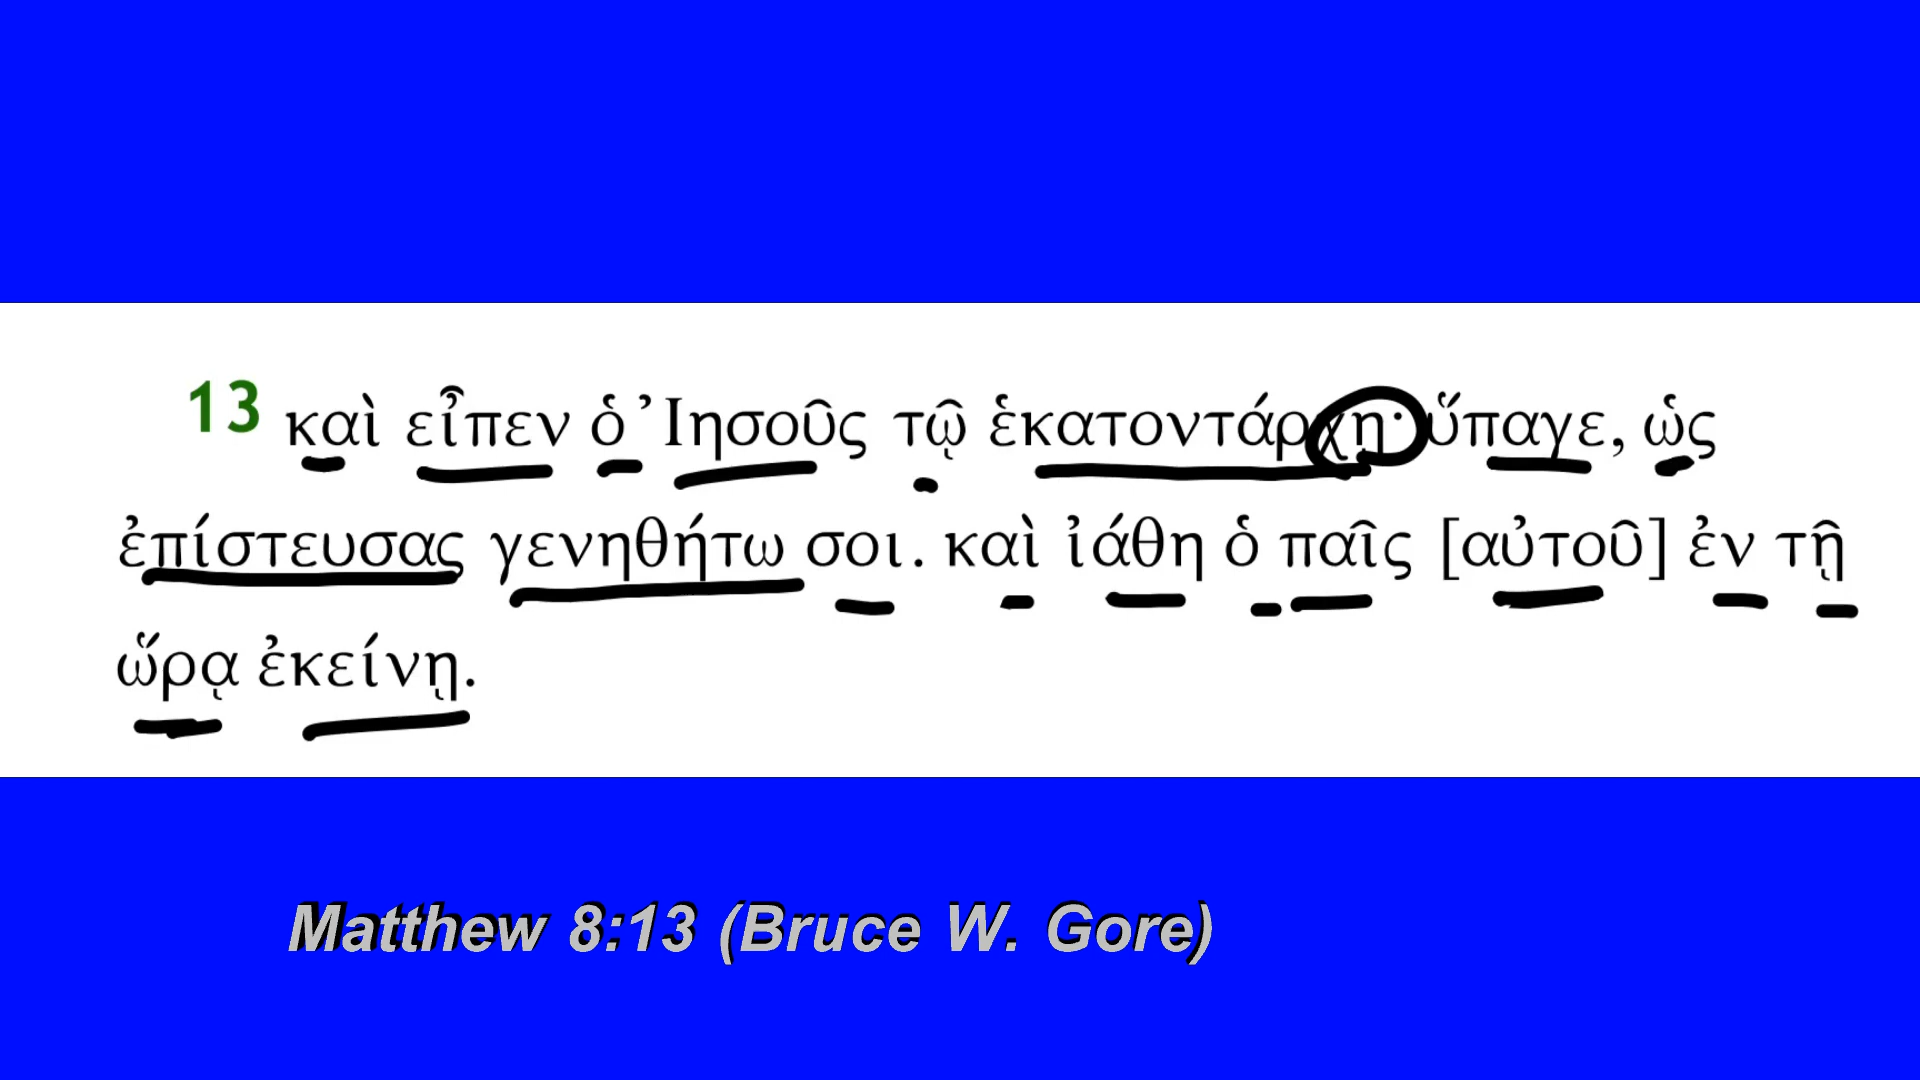 13 καὶ εἶπεν ὁ Ἰησοῦς τῷ ἑκατοντάρχῃ· ὕπαγε, ὡς
ἐπίστευσας γενηθήτω σοι. καὶ ἰάθη ὁ παῖς [αὐτοῦ] ἐν τῇ
ὥρᾳ ἐκείνῃ.
Matthew 8:13 (Bruce W. Gore)